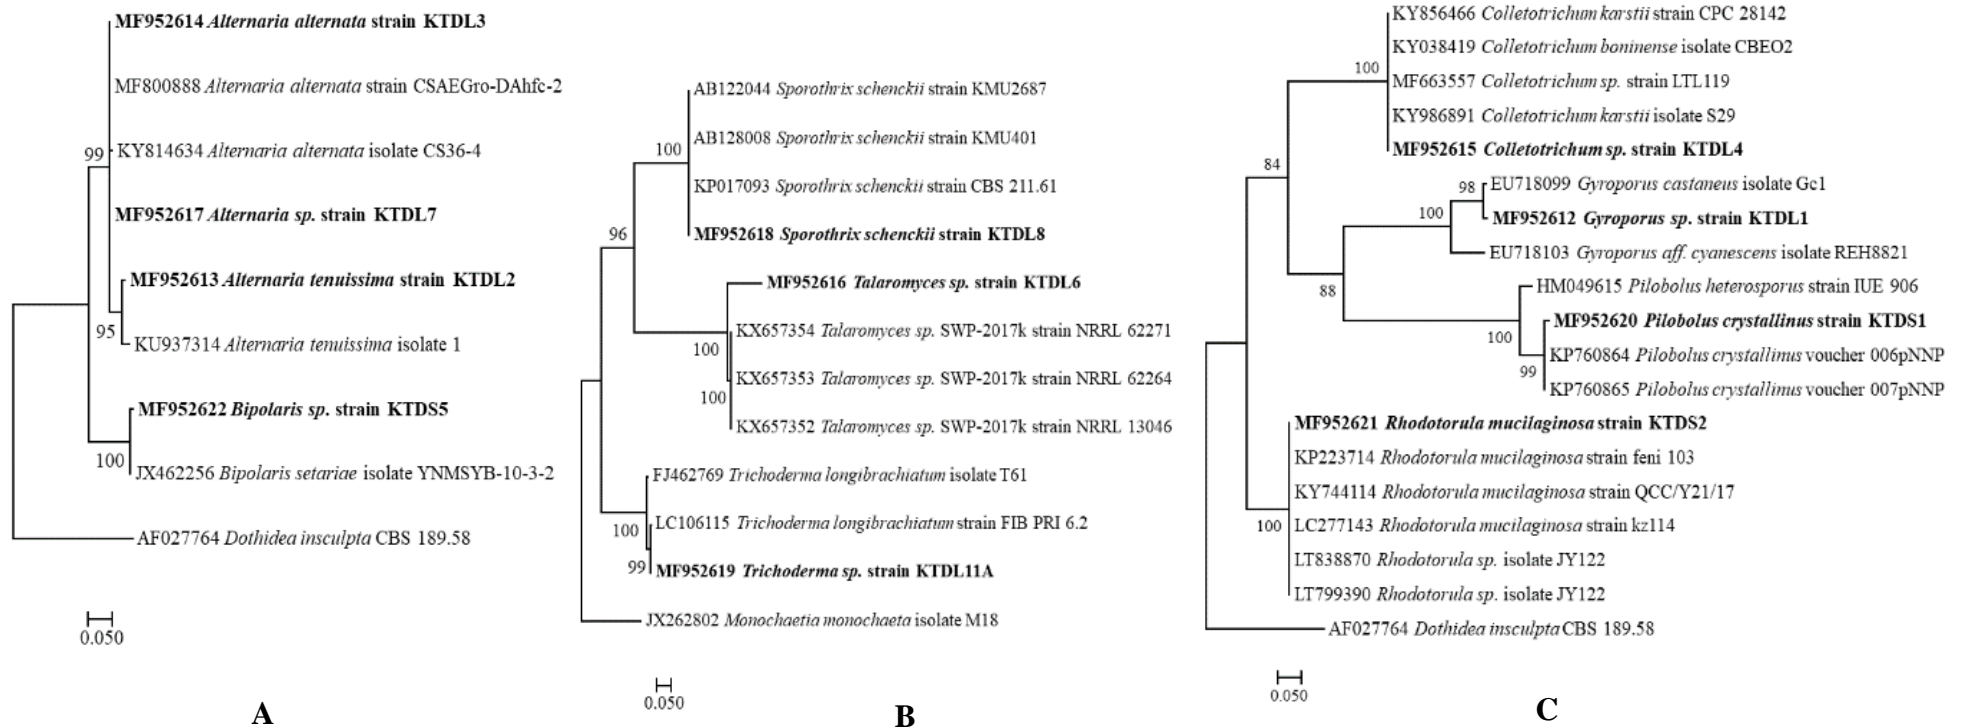 MF952614 Alternaria alternata strain KTDL3
MF800888 Alternaria alternata strain CSAEGro-DAhfc-2
99
KY814634 Alternaria alternata isolate CS36-4
MF952617 Alternaria sp. strain KTDL7
MF952613 Alternaria tenuissima strain KTDL2
95
KU937314 Alternaria tenuissima isolate 1
MF952622 Bipolaris sp. strain KTDS5
100
JX462256 Bipolaris setariae isolate YNMSYB-10-3-2
AF027764 Dothidea insculpta CBS 189.58
0.050
A
AB122044 Sporothrix schenckii strain KMU2687
AB128008 Sporothrix schenckii strain KMU401
100
KP017093 Sporothrix schenckii strain CBS 211.61
96
MF952618 Sporothrix schenckii strain KTDL8
MF952616 Talaromyces sp. strain KTDL6
KX657354 Talaromyces sp. SWP-2017k strain NRRL 62271
100
KX657353 Talaromyces sp. SWP-2017k strain NRRL 62264
100
KX657352 Talaromyces sp. SWP-2017k strain NRRL 13046
FJ462769 Trichoderma longibrachiatum isolate T61
LC106115 Trichoderma longibrachiatum strain FIB PRI 6.2
100
99
MF952619 Trichoderma sp. strain KTDL11A
JX262802 Monochaetia monochaeta isolate M18
0.050
B
KY856466 Colletotrichum karstii strain CPC 28142
KY038419 Colletotrichum boninense isolate CBEO2
100
MF663557 Colletotrichum sp. strain LTL119
KY986891 Colletotrichum karstii isolate S29
MF952615 Colletotrichum sp. strain KTDL4
84
98
EU718099 Gyroporus castaneus isolate Gc1
100
MF952612 Gyroporus sp. strain KTDL1
EU718103 Gyroporus aff. cyanescens isolate REH8821
88
HM049615 Pilobolus heterosporus strain IUE 906
MF952620 Pilobolus crystallinus strain KTDS1
100
KP760864 Pilobolus crystallinus voucher 006pNNP
99
KP760865 Pilobolus crystallinus voucher 007pNNP
MF952621 Rhodotorula mucilaginosa strain KTDS2
KP223714 Rhodotorula mucilaginosa strain feni 103
KY744114 Rhodotorula mucilaginosa strain QCC/Y21/17
100
LC277143 Rhodotorula mucilaginosa strain kz114
LT838870 Rhodotorula sp. isolate JY122
LT799390 Rhodotorula sp. isolate JY122
AF027764 Dothidea insculpta CBS 189.58
0.050
C